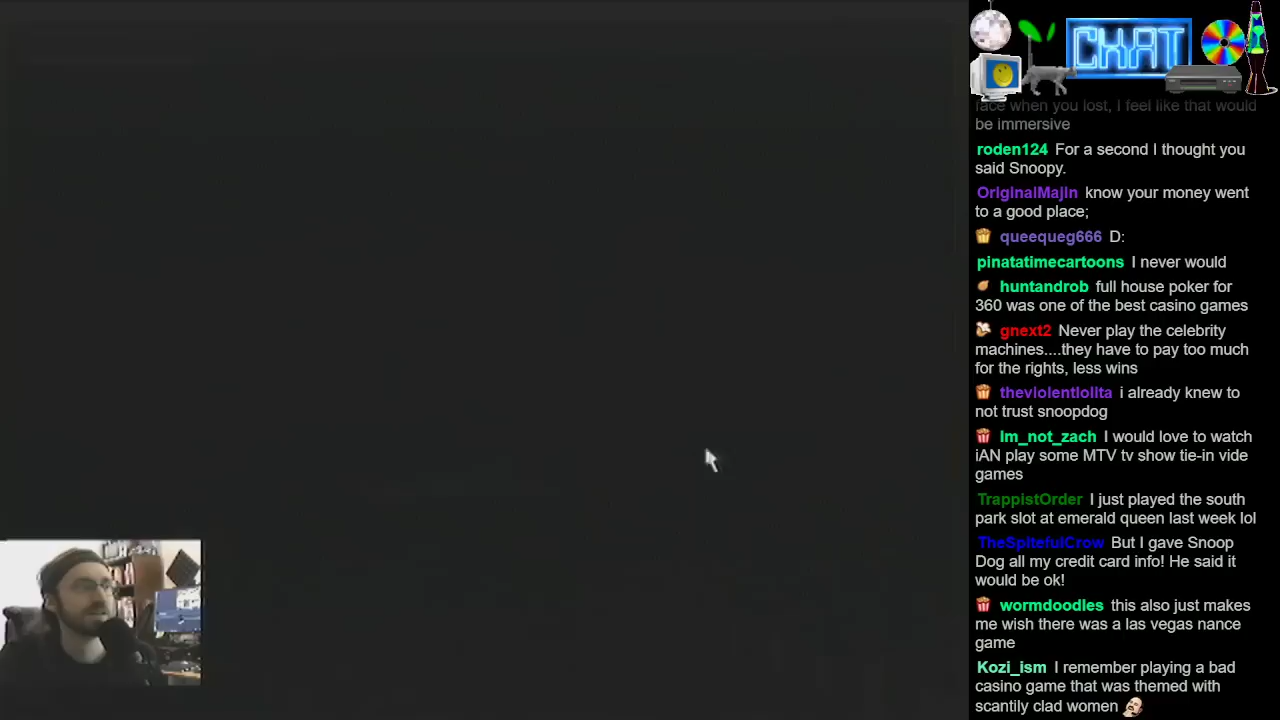 CHAT
face when you lost, I feel like that would
be immersive
roden124 For a second I thought you
said Snoopy.
OriginalMajin know your money went
to a good place;
queequeg666 D:
pinatatimecartoons I never would
huntandrob full house poker for
360 was one of the best casino games
gnext2 Never play the celebrity
machines....they have to pay too much
for the rights, less wins
theviolentlolita i already knew to
not trust snoopdog
Im_not_zach I would love to watch
iAN play some MTV tv show tie-in vide
games
TrappistOrder I just played the south
park slot at emerald queen last week lol
TheSpitefulCrow But I gave Snoop
Dog all my credit card info! He said it
would be ok!
wormdoodles this also just makes
me wish there was a las vegas nance
game
Kozi_ism I remember playing a bad
casino game that was themed with
scantily clad women